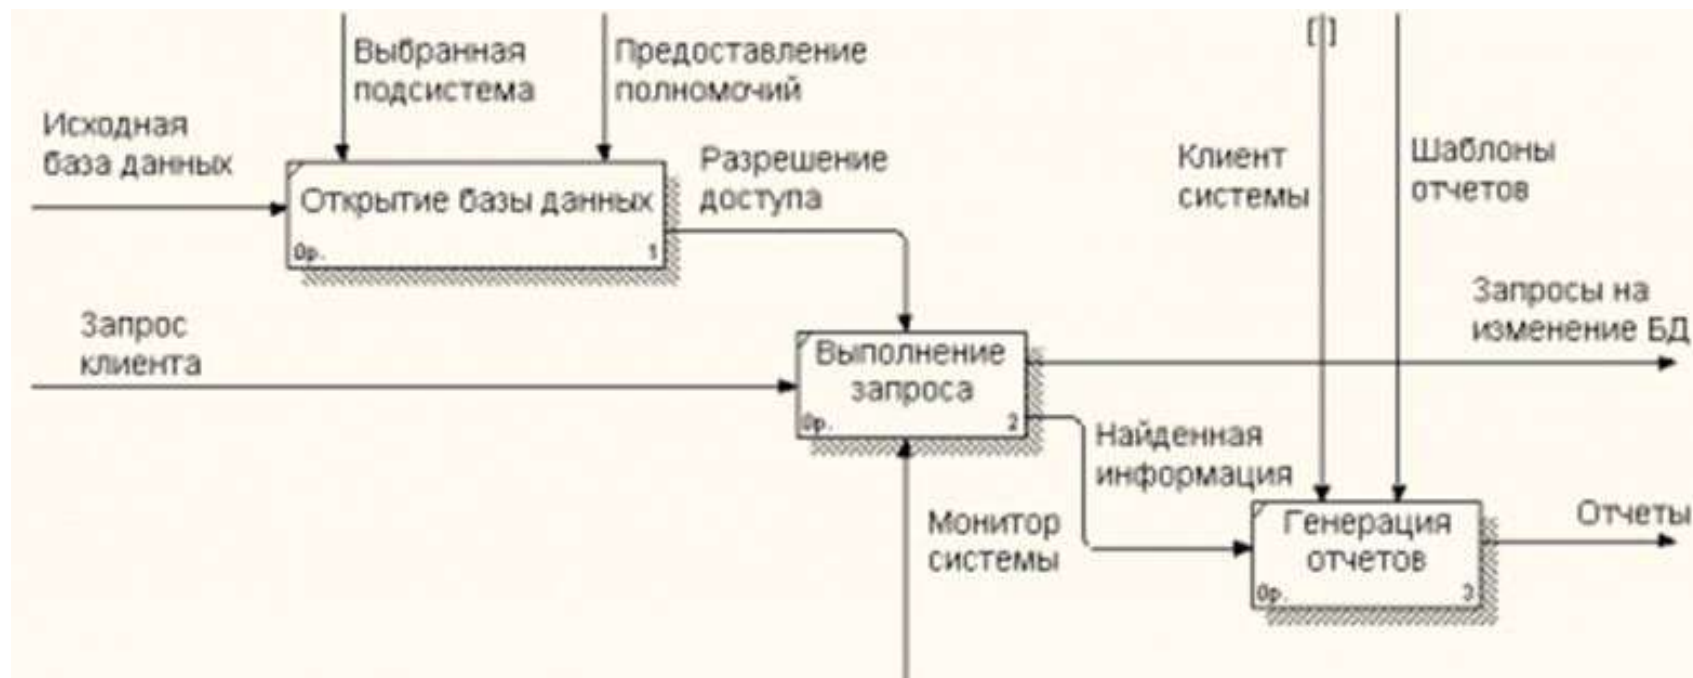 Выбранная
подсистема
Предоставление
полномочий
[ ]
Исходная
база данных
Разрешение
доступа
Клиент
системы
Шаблоны
отчетов
Открытие базы данных
0р.
1
Запросы на
изменение БД
Запрос
клиента
Выполнение
запроса
0р.
2
Найденная
информация
Монитор
системы
Генерация
отчетов
0р.
3
Отчеты